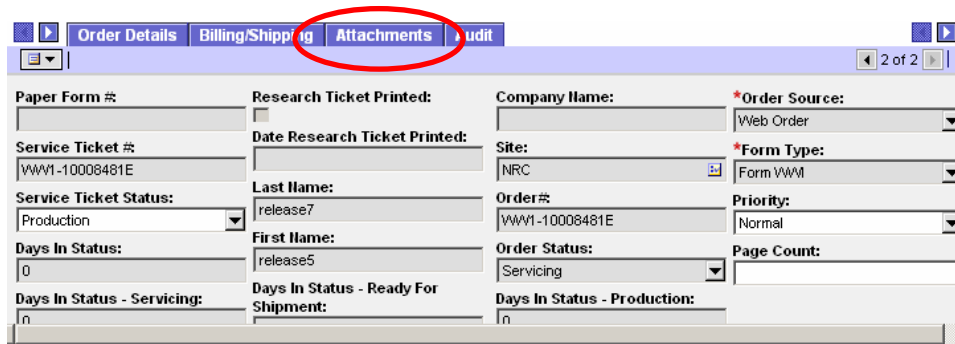 Order Details Billing/Shipping Attachments Audit
2 of 2
Paper Form #: Research Ticket Printed: Company Name: *Order Source:
Web Order
Date Research Ticket Printed:
Service Ticket #: Site: *Form Type:
WW1-10008481E NRC Form WWI
Last Name:
Service Ticket Status: release7 Order#: Priority:
Production WW1-10008481E Normal
First Name:
Days In Status: release5 Order Status: Page Count:
0 Servicing
Days In Status - Ready For
Days In Status - Servicing: Shipment: Days In Status - Production:
0 0